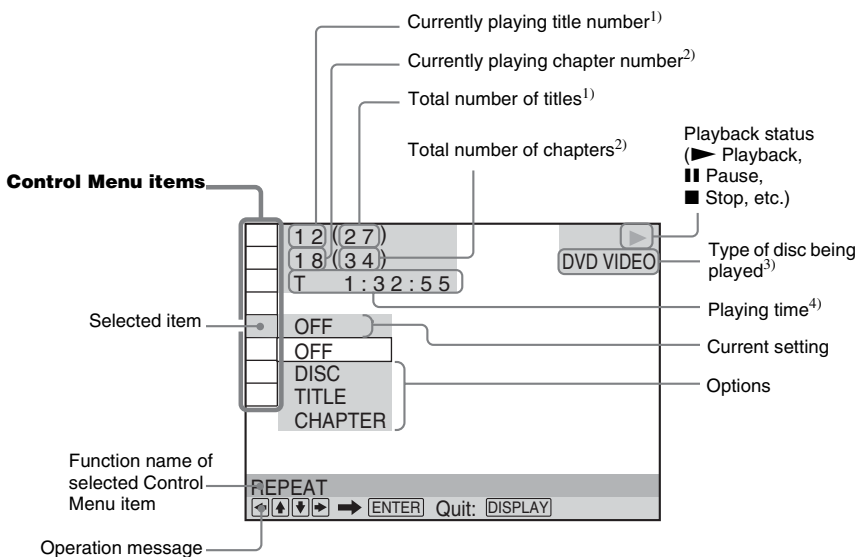 Currently playing title number1)
Currently playing chapter number2)
Total number of titles1)
Total number of chapters2)
Playback status
(► Playback,
❚❚ Pause,
■ Stop, etc.)
Control Menu items
12(27)
18(34)
T 1:32:55
►
DVD VIDEO
Type of disc being
played3)
Playing time4)
Selected item
OFF
Current setting
OFF
DISC
TITLE
CHAPTER
Options
Function name of
selected Control
Menu item
REPEAT
←↑↓→ → ENTER Quit: DISPLAY
Operation message